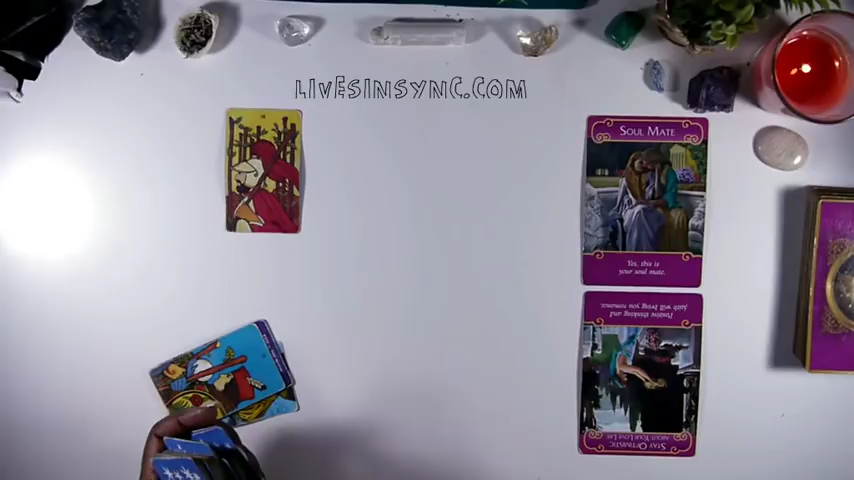 LIVESINSYNC.COM
SOUL MATE
Yes, this is
your soul mate.
Positive thinking and
faith will bring you romance.
STAY OPTIMISTIC
ABOUT YOUR LOVE LIFE